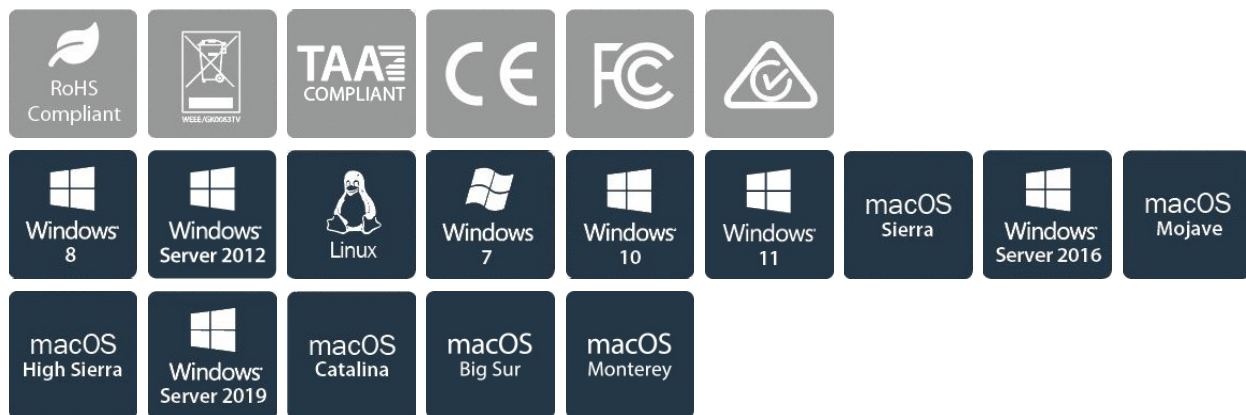 RoHS
Compliant
WEEE/GK0063TV
TAA
COMPLIANT
CE
FC
Windows
8
Windows
Server 2012
Linux
Windows
7
Windows
10
Windows
11
macOS
Sierra
Windows
Server 2016
macOS
Mojave
macOS
High Sierra
Windows
Server 2019
macOS
Catalina
macOS
Big Sur
macOS
Monterey